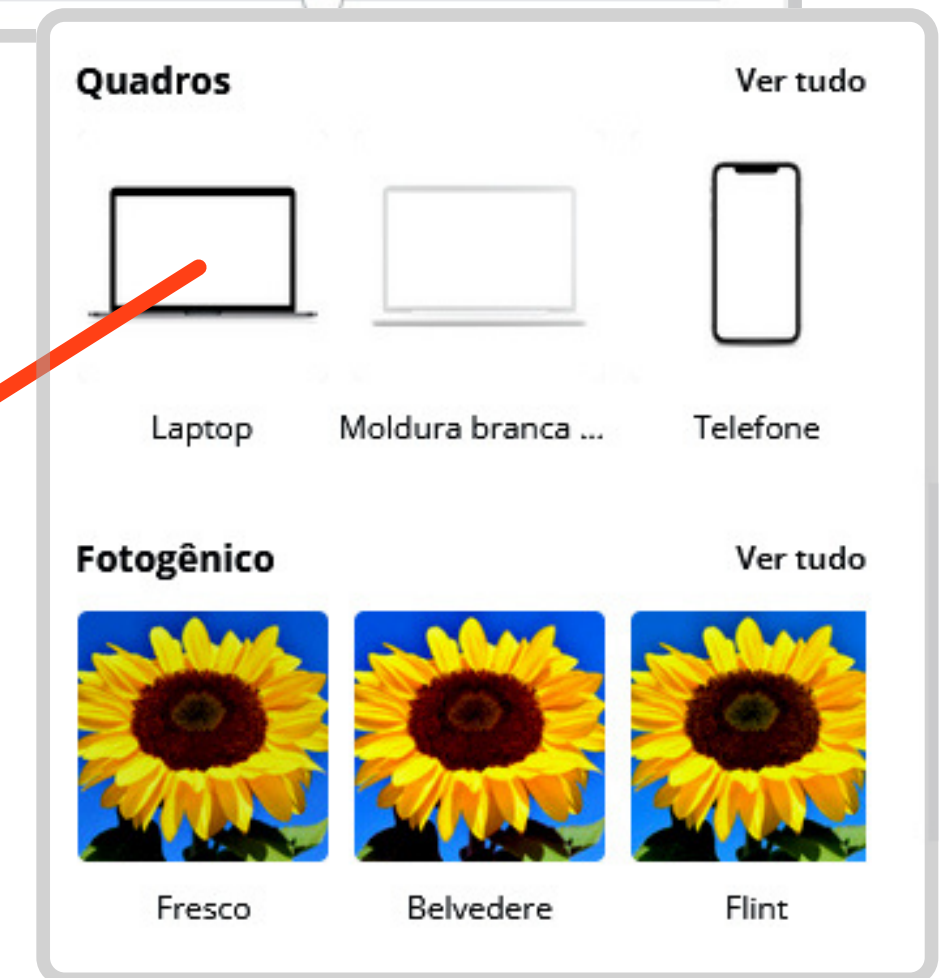 Quadros Ver tudo
Laptop Moldura branca ... Telefone
Fotogênico Ver tudo
Fresco Belvedere Flint